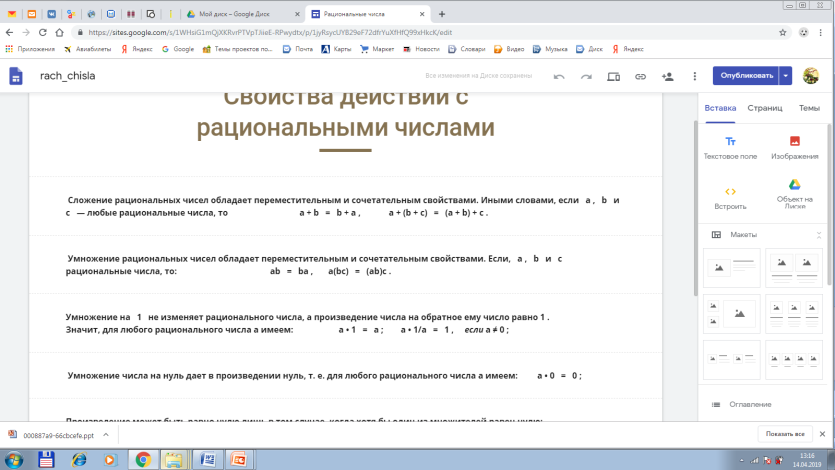 Мой диск – Google Диск
Рациональные числа
https://sites.google.com/s/1WHsiG1mQjXKRvrPTVpTJieE-RPwydtx/p/1jyRsycUYB29eF72dfrYuXfHfQ99xHkcK/edit
Приложения Авиабилеты Яндекс Google Темы проектов по... Почта Карты Маркет Новости Словари Видео Музыка Диск Яндекс
rach_chisla
Все изменения на Диске сохранены
Опубликовать
Свойства действий с
рациональными числами
Сложение рациональных чисел обладает переместительным и сочетательным свойствами. Иными словами, если a , b и
c — любые рациональные числа, то a + b = b + a , a + (b + c) = (a + b) + c .
Умножение рациональных чисел обладает переместительным и сочетательным свойствами. Если, a , b и c
рациональные числа, то: ab = ba , a(bc) = (ab)c .
Умножение на 1 не изменяет рационального числа, а произведение числа на обратное ему число равно 1 .
Значит, для любого рационального числа a имеем: a • 1 = a ; a • 1/a = 1 , если a ≠ 0 ;
Умножение числа на нуль дает в произведении нуль, т. е. для любого рационального числа a имеем: a • 0 = 0 ;
Произведение может быть равно нулю лишь в том случае, когда хотя бы один из множителей равен нулю:
Вставка Страниц Темы
Текстовое поле Изображения
Встроить Объект на Диске
Макеты
Оглавление
000887a9-66cbcefe.ppt
Показать все
13:16
14.04.2019